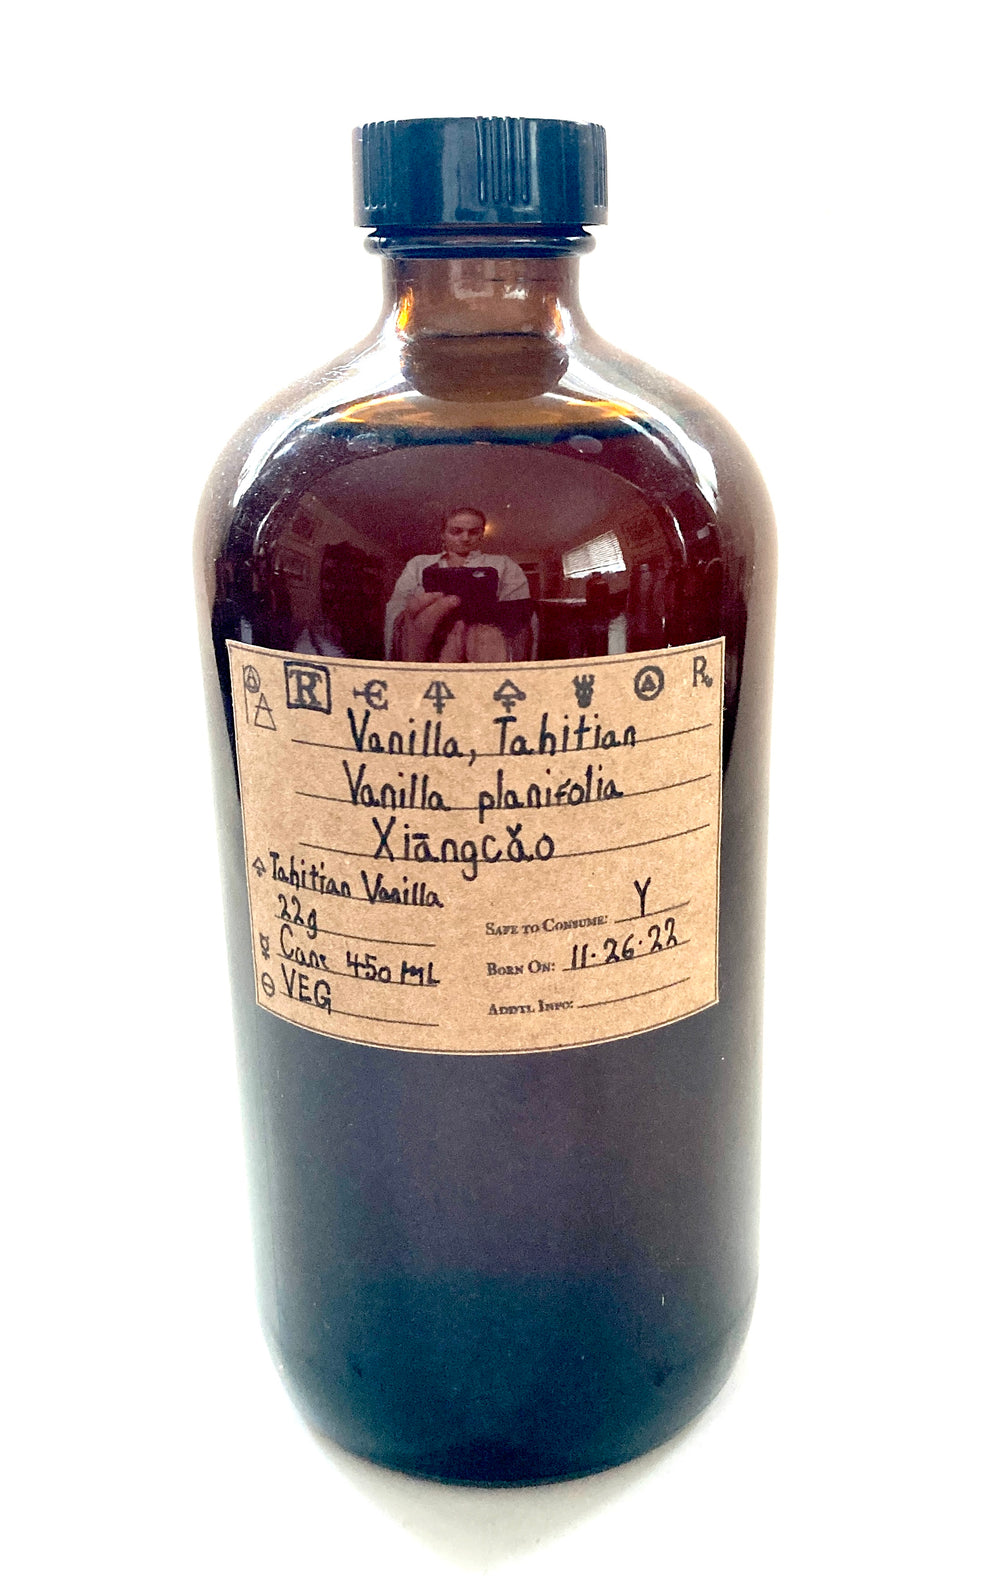 R ℞
Vanilla, Tahitian
Vanilla planifolia
Xiāngcǎo
Tahitian Vanilla
22g
Cane 450 ML
VEG
SAFE TO CONSUME: Y
BORN ON: 11·26·22
ADDTL INFO: